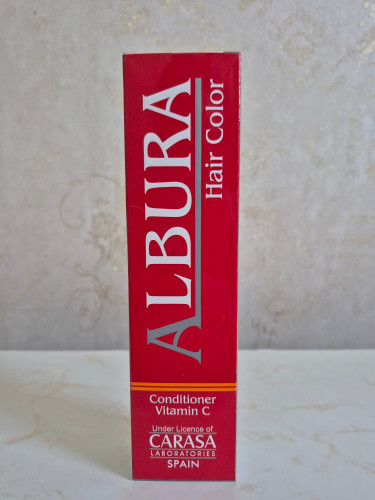 ALBURA
Hair Color
Conditioner
Vitamin C
Under Licence of
CARASA
LABORATORIES
SPAIN